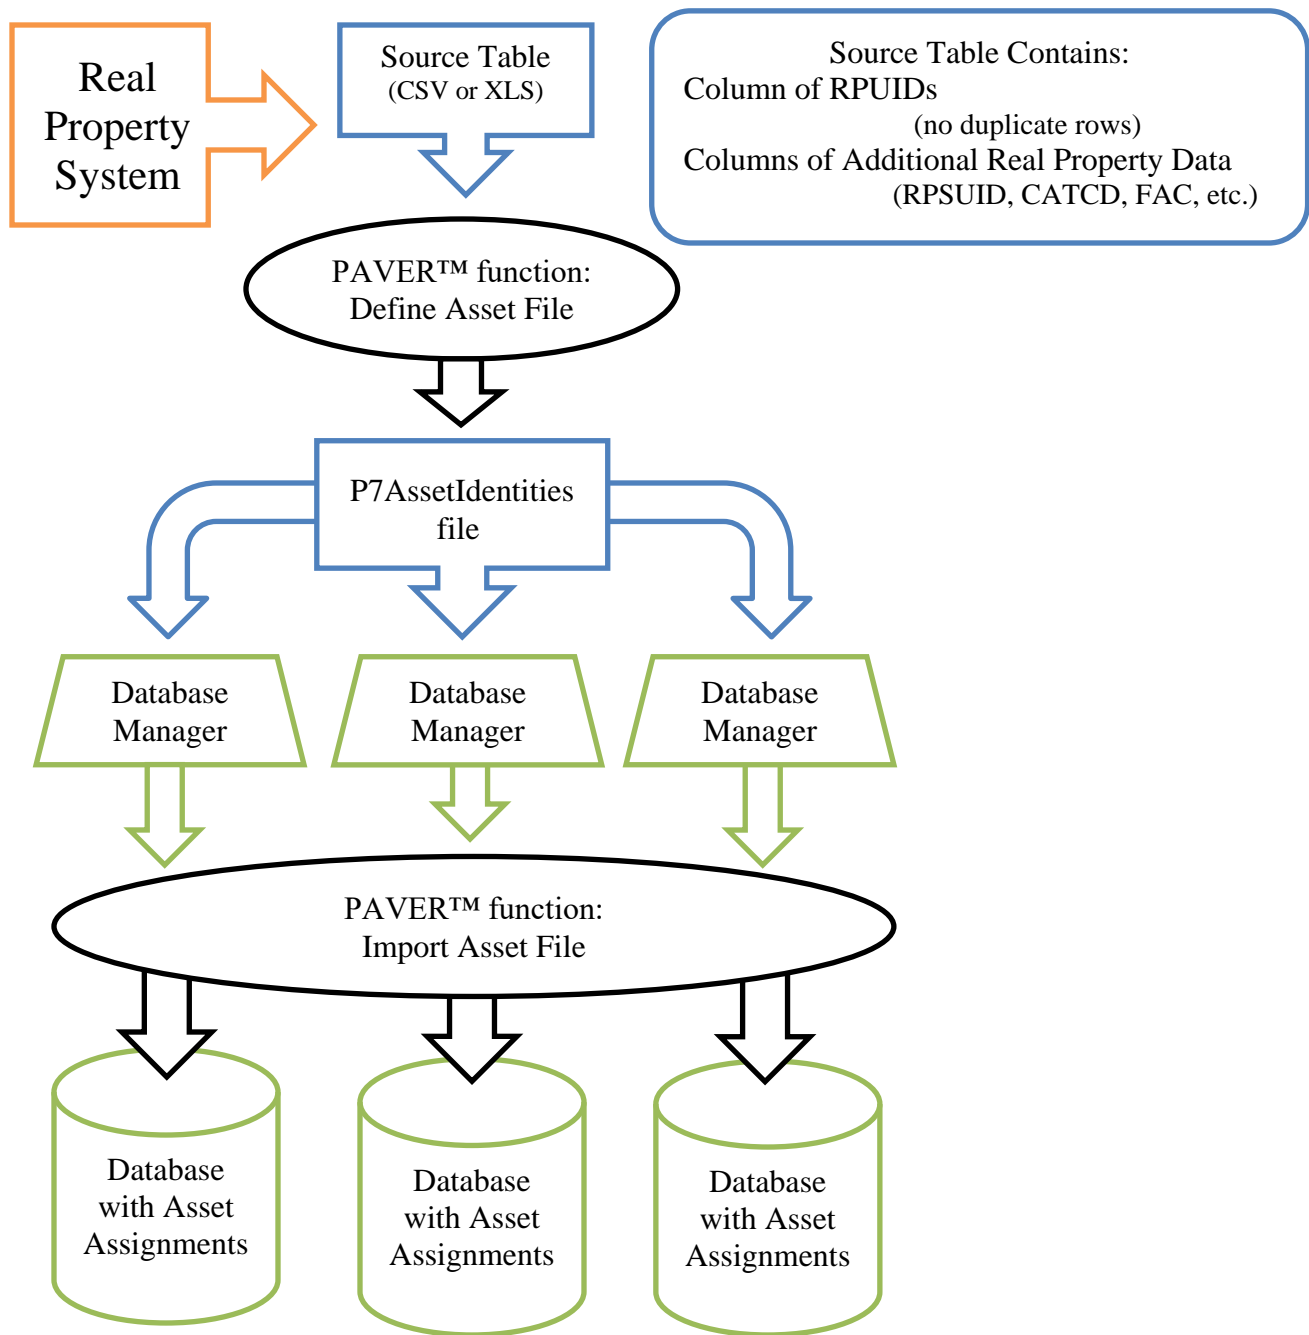 Real
Property
System
Source Table
(CSV or XLS)
Source Table Contains:
Column of RPUIDs
(no duplicate rows)
Columns of Additional Real Property Data
(RPSUID, CATCD, FAC, etc.)
PAVER™ function:
Define Asset File
P7AssetIdentities
file
Database
Manager
Database
Manager
Database
Manager
PAVER™ function:
Import Asset File
Database
with Asset
Assignments
Database
with Asset
Assignments
Database
with Asset
Assignments